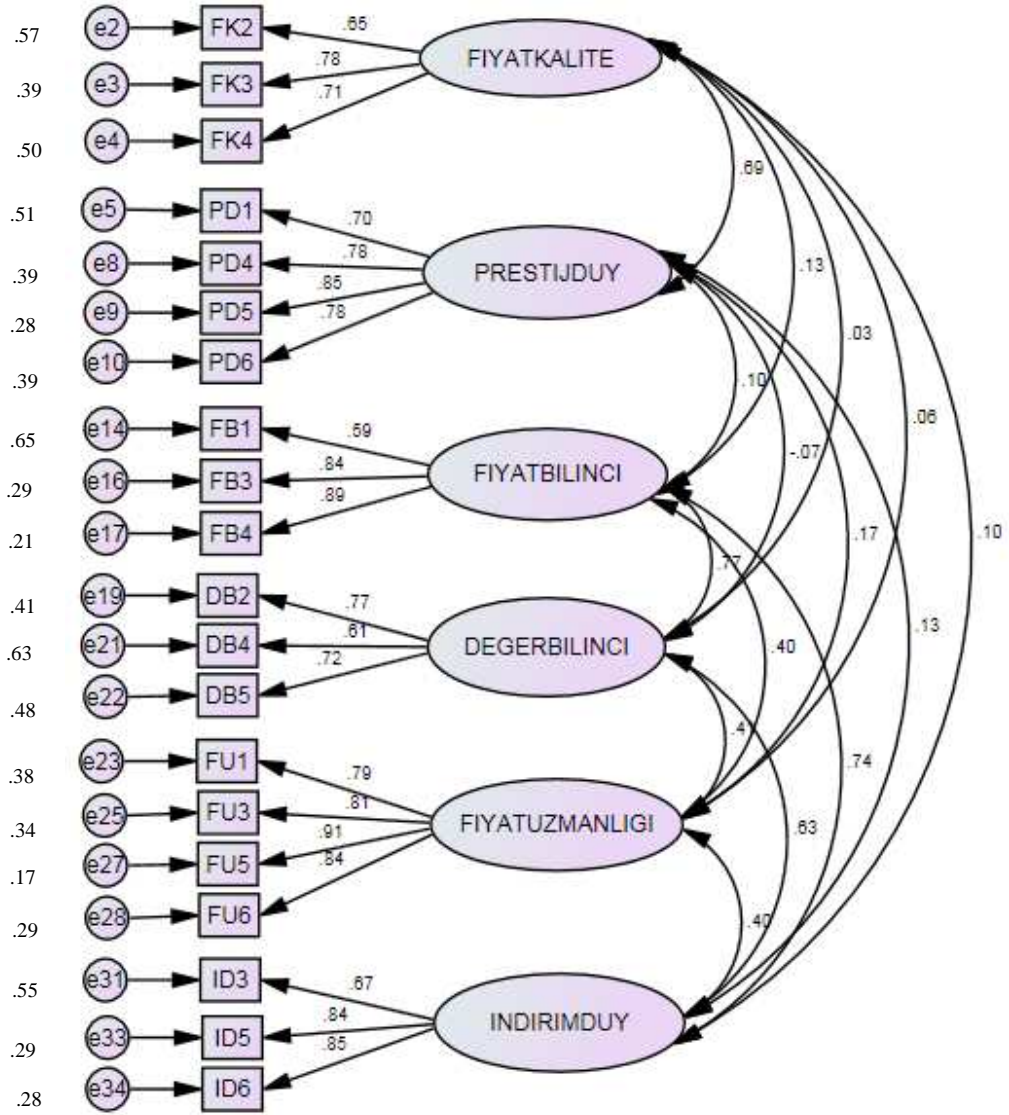 .57 e2 FK2 .65 FIYATKALITE
.39 e3 FK3 .78
.50 e4 FK4 .71
.69
.51 e5 PD1 .70 PRESTIJDUY
.39 e8 PD4 .78
.28 e9 PD5 .85
.39 e10 PD6 .78
.13
.03
.10
.06
.65 e14 FB1 .69 FIYATBILINCI
.29 e16 FB3 .84
.21 e17 FB4 .89
-.07
.17
.10
.77
.41 e19 DB2 .77 DEGERBILINCI
.63 e21 DB4 .61
.48 e22 DB5 .72
.40
.13
.4
.74
.38 e23 FU1 .79 FIYATUZMANLIGI
.34 e25 FU3 .81
.17 e27 FU5 .91
.29 e28 FU6 .84
.63
.40
.55 e31 ID3 .67 INDIRIMDUY
.29 e33 ID5 .84
.28 e34 ID6 .85